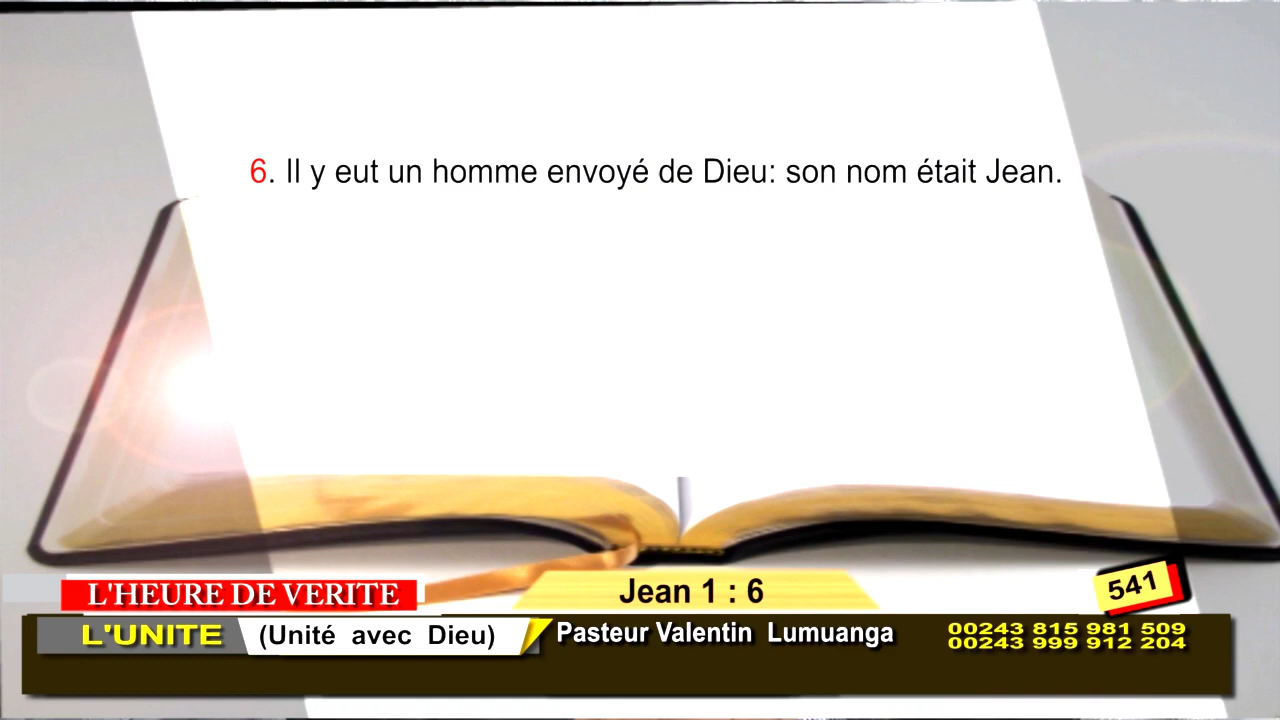 6. Il y eut un homme envoyé de Dieu: son nom était Jean.
L'HEURE DE VERITE
Jean 1 : 6
541
L'UNITE
(Unité avec Dieu)
Pasteur Valentin Lumuanga
00243 815 981 509
00243 999 912 204